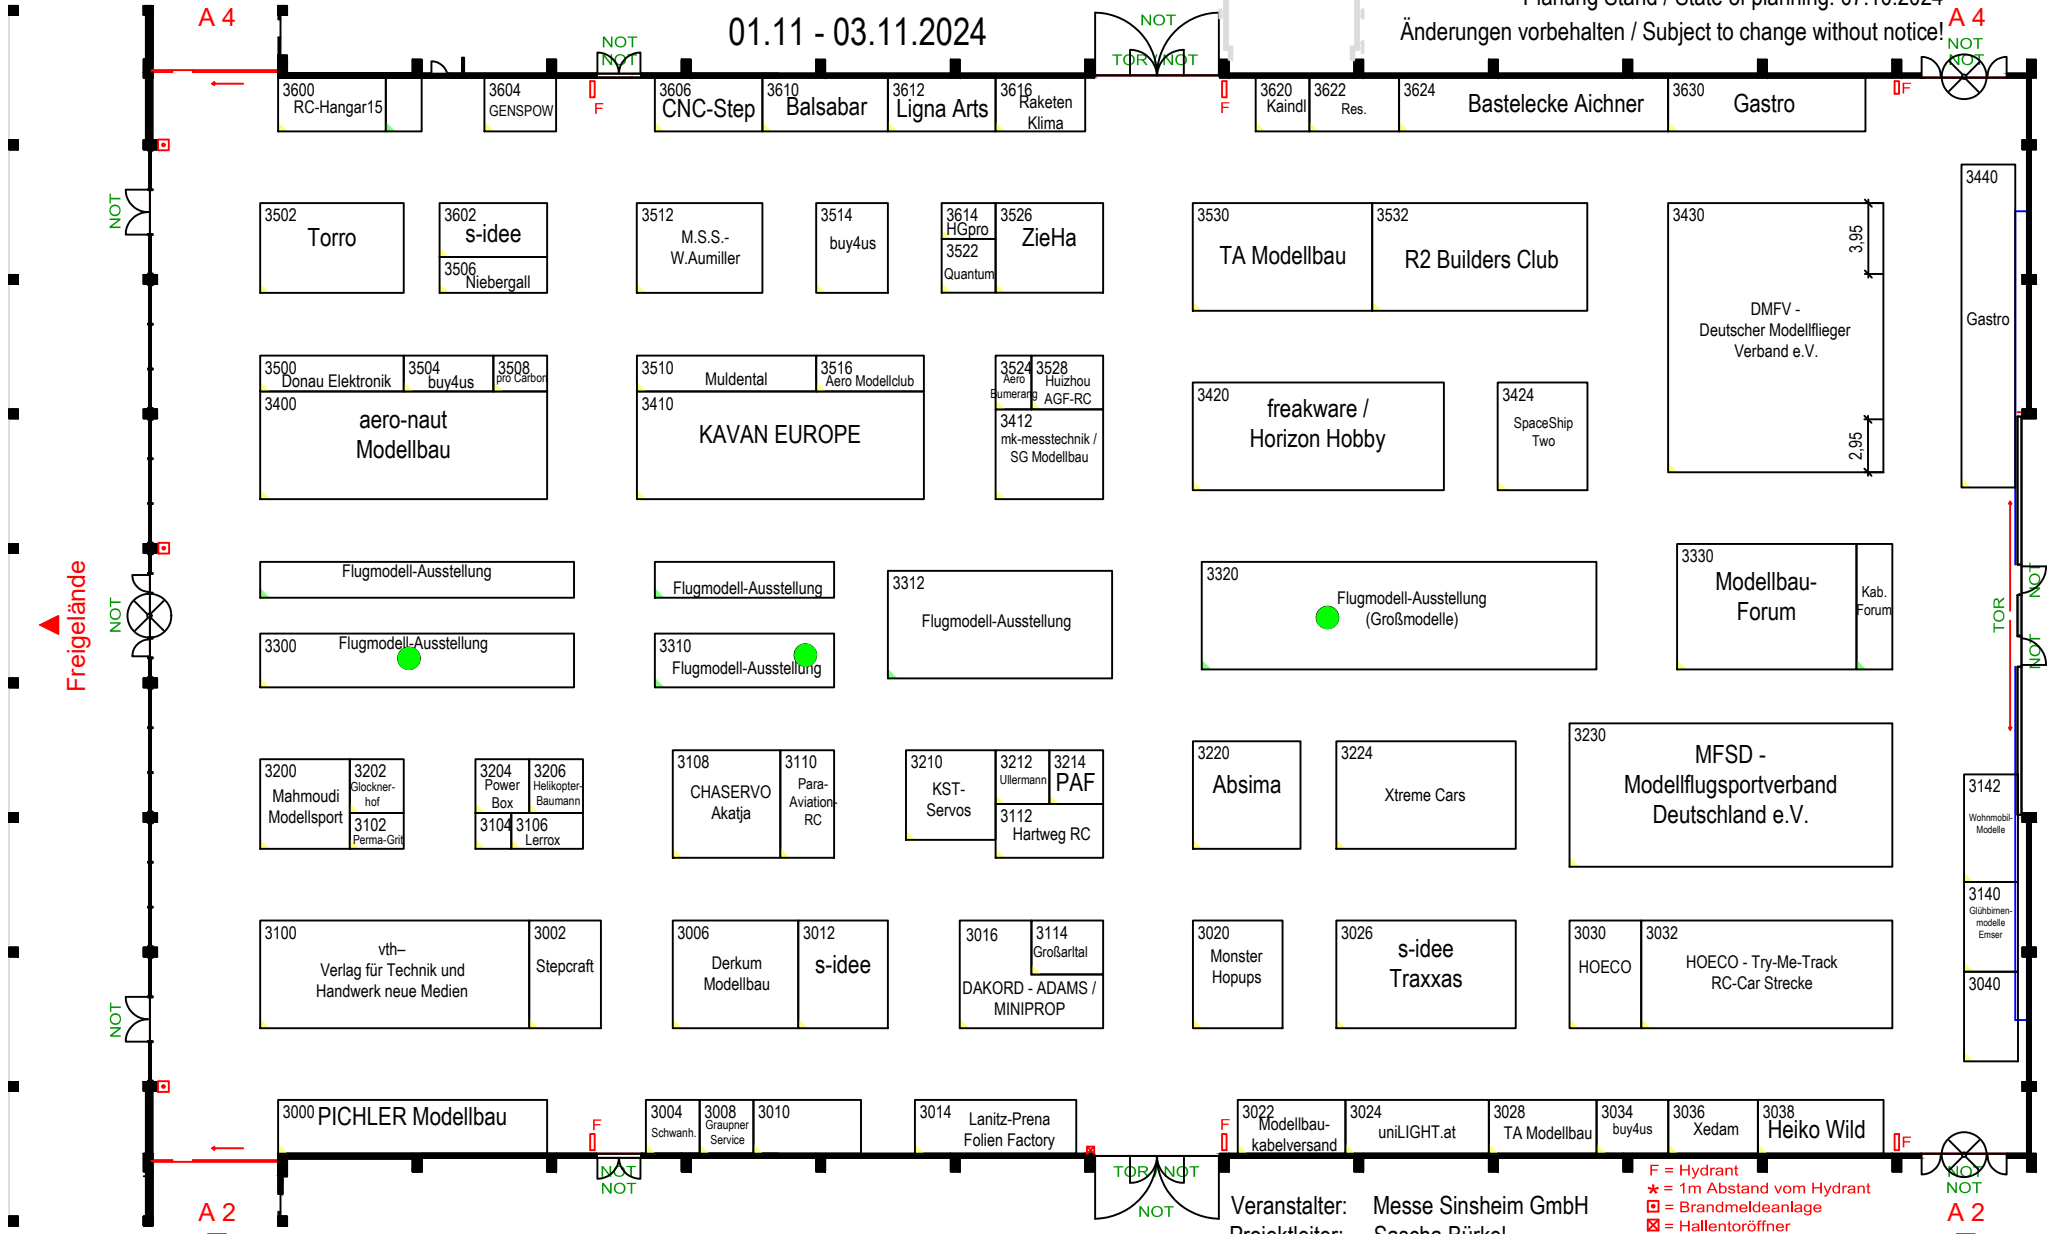 A 4
01.11 - 03.11.2024
NOT
Planung Stand / State of planning: 07.10.2024
Änderungen vorbehalten / Subject to change without notice!
A 4
NOT
NOT
NOT
NOT
TOR NOT
3600
RC-Hangar15
3604
GENSPOW
F
3606
CNC-Step
3610
Balsabar
3612
Ligna Arts
3616
Raketen
Klima
F
3620
Kaindl
3622
Res.
3624
Bastelecke Aichner
3630
Gastro
F
NOT
3502
Torro
3602
s-idee
3506
Niebergall
3512
M.S.S.-
W.Aumiller
3514
buy4us
3614
HGpro
3522
Quantum
3526
ZieHa
3530
TA Modellbau
3532
R2 Builders Club
3430
DMFV -
Deutscher Modellflieger
Verband e.V.
3,95
2,95
3440
Gastro
3500
Donau Elektronik
3504
buy4us
3508
pro Carbon
3400
aero-naut
Modellbau
3510
Muldental
3516
Aero Modellclub
3410
KAVAN EUROPE
3524
Aero
Bumerang
3528
Huizhou
AGF-RC
3412
mk-messtechnik /
SG Modellbau
3420
freakware /
Horizon Hobby
3424
SpaceShip
Two
Freigelände
NOT
Flugmodell-Ausstellung
3300
Flugmodell-Ausstellung
Flugmodell-Ausstellung
3310
Flugmodell-Ausstellung
3312
Flugmodell-Ausstellung
3320
Flugmodell-Ausstellung
(Großmodelle)
3330
Modellbau-
Forum
Kab.
Forum
TOR
NOT
NOT
3200
Mahmoudi
Modellsport
3202
Glockner-
hof
3102
Perma-Grit
3204
Power
Box
3206
Helikopter-
Baumann
3104
3106
Lerrox
3108
CHASERVO
Akatja
3110
Para-
Aviation-
RC
3210
KST-
Servos
3212
Ullermann
3214
PAF
3112
Hartweg RC
3220
Absima
3224
Xtreme Cars
3230
MFSD -
Modellflugsportverband
Deutschland e.V.
3142
Wohnmobil-
Modelle
3140
Glühbirnen-
modelle
Emser
3040
NOT
3100
vth–
Verlag für Technik und
Handwerk neue Medien
3002
Stepcraft
3006
Derkum
Modellbau
3012
s-idee
3016
DAKORD - ADAMS /
MINIPROP
3114
Großarltal
3020
Monster
Hopups
3026
s-idee
Traxxas
3030
HOECO
3032
HOECO - Try-Me-Track
RC-Car Strecke
3000
PICHLER Modellbau
F
3004
Schwanh.
3008
Graupner
Service
3010
3014
Lanitz-Prena
Folien Factory
F
3022
Modellbau-
kabelversand
3024
uniLIGHT.at
3028
TA Modellbau
3034
buy4us
3036
Xedam
3038
Heiko Wild
F
NOT
NOT
TOR NOT
NOT
NOT
NOT
A 2
A 2
Veranstalter: Messe Sinsheim GmbH
Projektleiter: Sascha Bürkel
F = Hydrant
* = 1m Abstand vom Hydrant
= Brandmeldeanlage
= Hallentoröffner